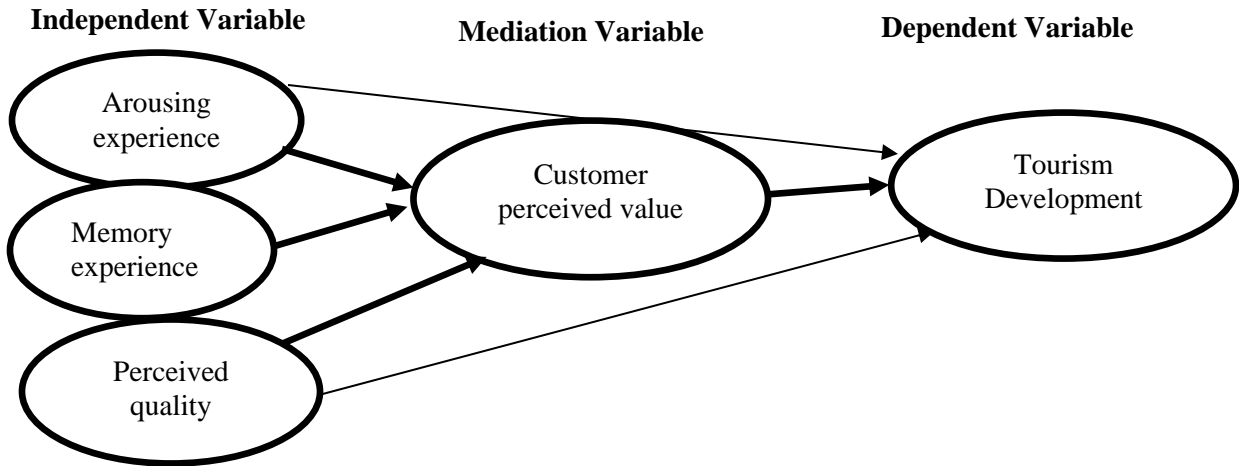 Independent Variable
Mediation Variable
Dependent Variable
Arousing
experience
Memory
experience
Perceived
quality
Customer
perceived value
Tourism
Development